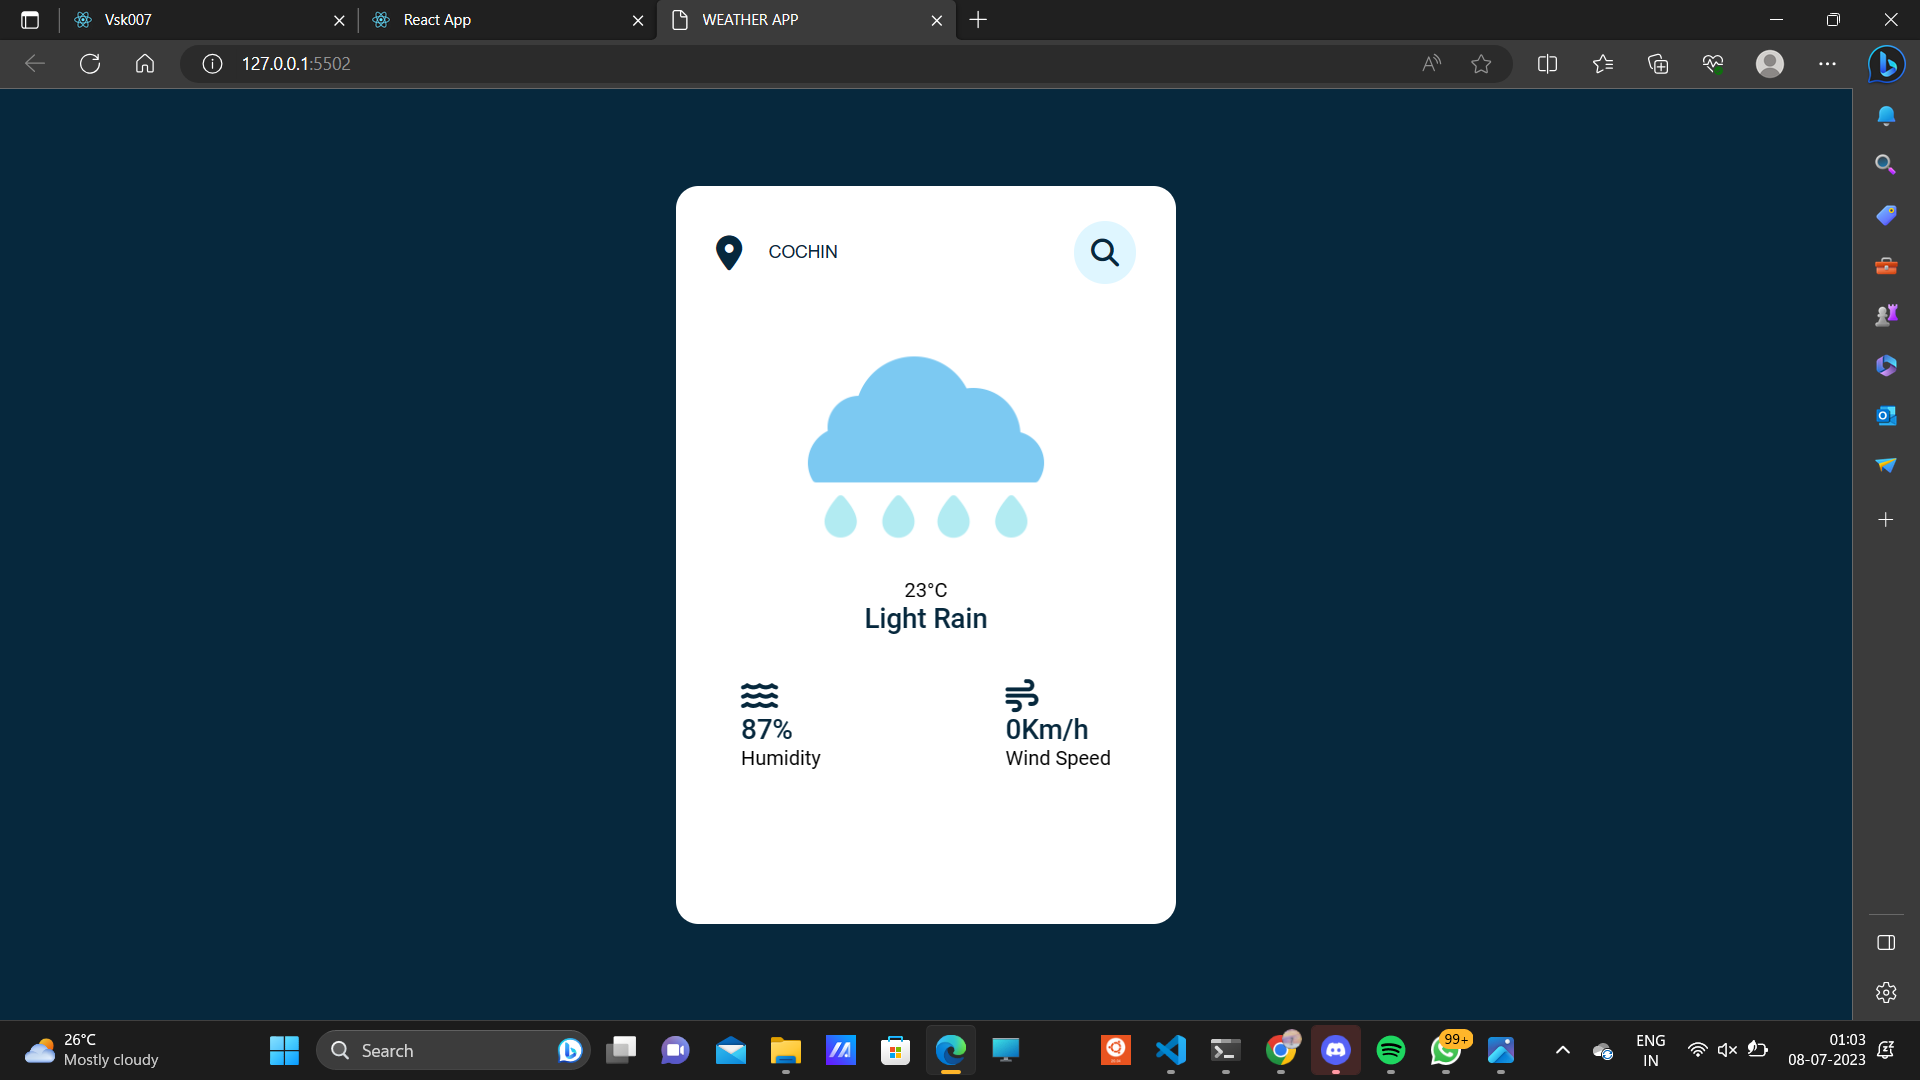 Vsk007
React App
WEATHER APP
127.0.0.1:5502
COCHIN
23°C
Light Rain
87%
Humidity
0Km/h
Wind Speed
26°C
Mostly cloudy
Search
99+
ENG
IN
01:03
08-07-2023